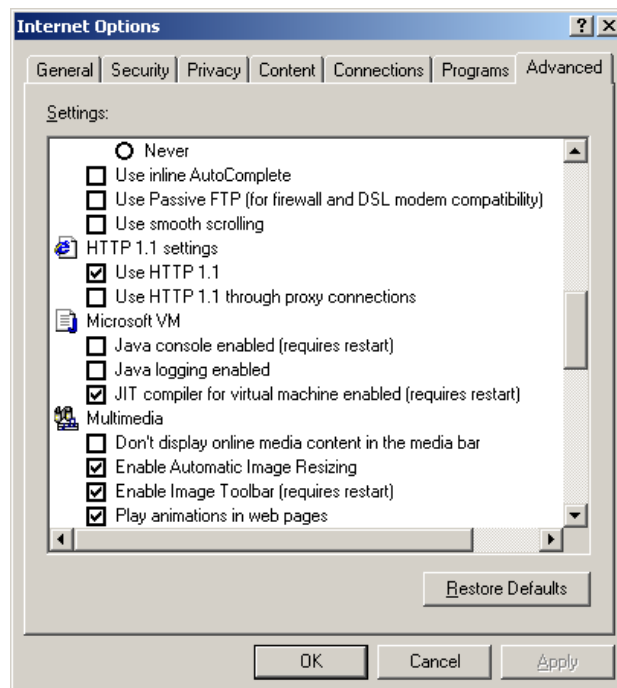 Internet Options
General Security Privacy Content Connections Programs Advanced
Settings:
Never
Use inline AutoComplete
Use Passive FTP (for firewall and DSL modem compatibility)
Use smooth scrolling
HTTP 1.1 settings
Use HTTP 1.1
Use HTTP 1.1 through proxy connections
Microsoft VM
Java console enabled (requires restart)
Java logging enabled
JIT compiler for virtual machine enabled (requires restart)
Multimedia
Don't display online media content in the media bar
Enable Automatic Image Resizing
Enable Image Toolbar (requires restart)
Play animations in web pages
Restore Defaults
OK Cancel Apply